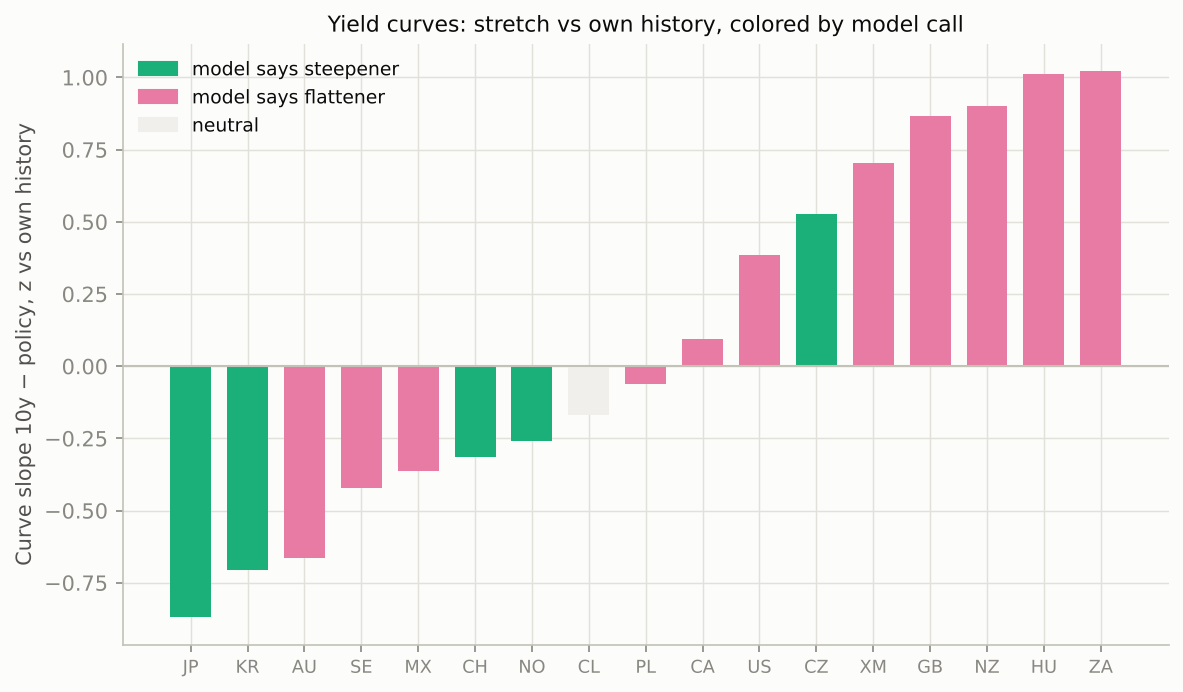 Yield curves: stretch vs own history, colored by model call
model says steepener
model says flattener
neutral
Curve slope 10y − policy, z vs own history
1.00
0.75
0.50
0.25
0.00
−0.25
−0.50
−0.75
JP KR AU SE MX CH NO CL PL CA US CZ XM GB NZ HU ZA